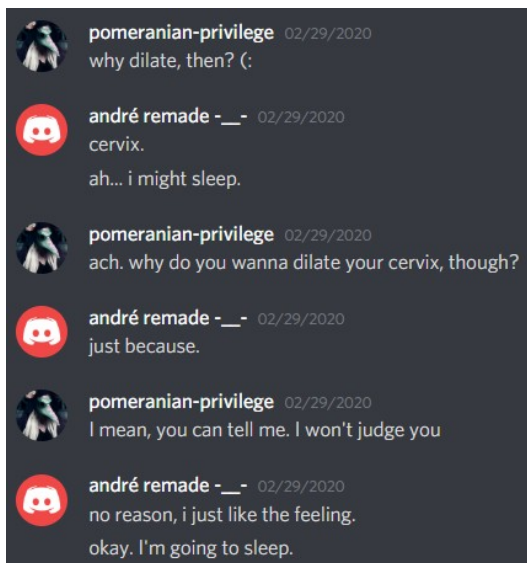 pomeranian-privilege 02/29/2020
why dilate, then? (:
andré remade -__- 02/29/2020
cervix.
ah... i might sleep.
pomeranian-privilege 02/29/2020
ach. why do you wanna dilate your cervix, though?
andré remade -__- 02/29/2020
just because.
pomeranian-privilege 02/29/2020
I mean, you can tell me. I won't judge you
andré remade -__- 02/29/2020
no reason, i just like the feeling.
okay. I'm going to sleep.